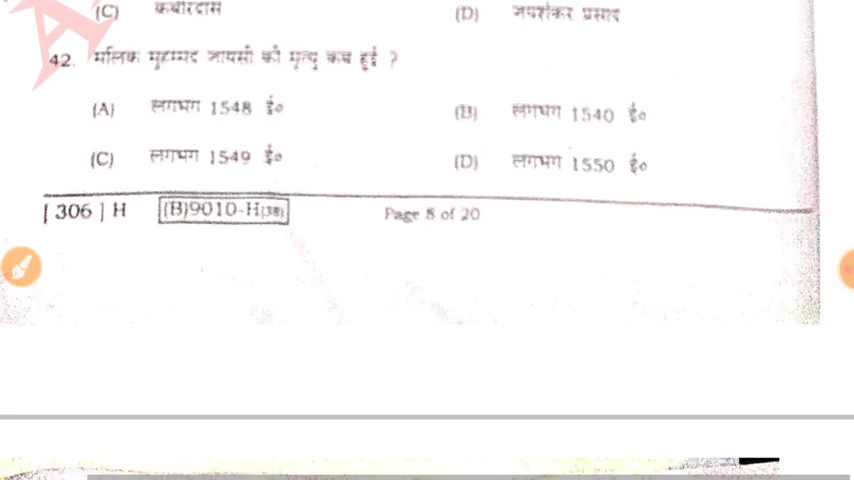 (C) कबीरदास (D) जयशंकर प्रसाद
42. मलिक मुहम्मद जायसी की मृत्यु कब हुई ?
(A) लगभग 1548 ई० (B) लगभग 1540 ई०
(C) लगभग 1549 ई० (D) लगभग 1550 ई०
[ 306 ] H (B)9010-H(38) Page 8 of 20